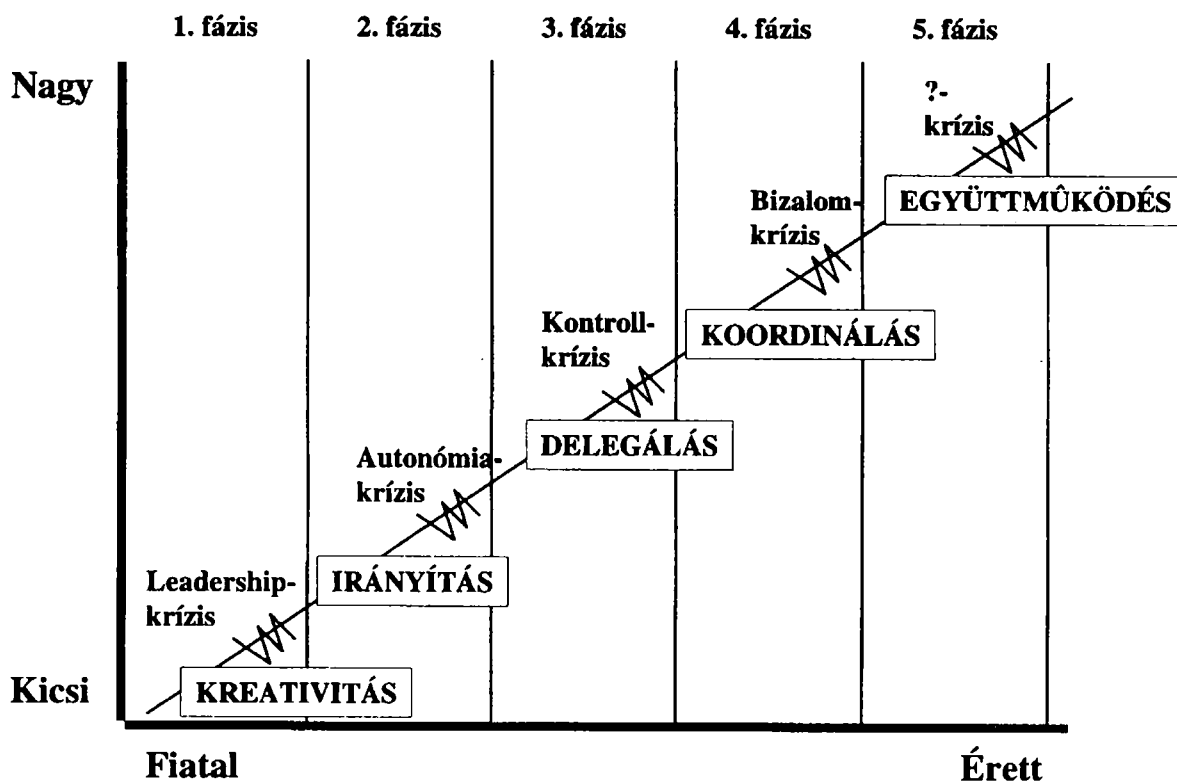 1. fázis 2. fázis 3. fázis 4. fázis 5. fázis
Nagy
?-
krízis
EGYÜTTMÛKÖDÉS
Bizalom-
krízis
KOORDINÁLÁS
Kontroll-
krízis
DELEGÁLÁS
Autonómia-
krízis
IRÁNYÍTÁS
Leadership-
krízis
KREATIVITÁS
Kicsi
Fiatal Érett